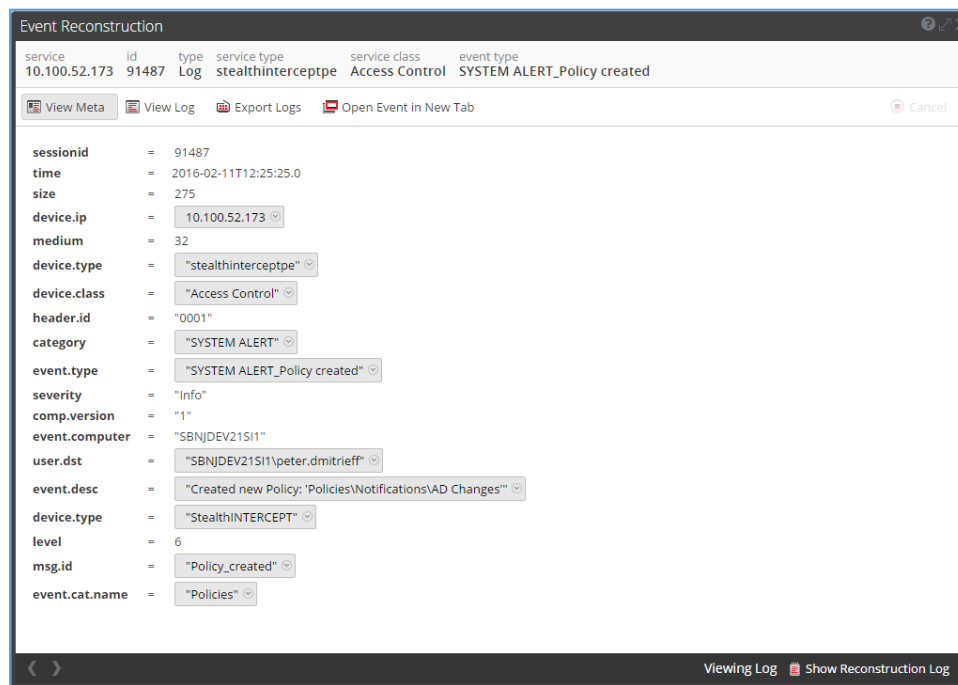 Event Reconstruction
service id type service type service class event type
10.100.52.173 91487 Log stealthinterceptpe Access Control SYSTEM ALERT_Policy created
View Meta View Log Export Logs Open Event in New Tab Cancel
sessionid = 91487
time = 2016-02-11T12:25:25.0
size = 275
device.ip = 10.100.52.173
medium = 32
device.type = "stealthinterceptpe"
device.class = "Access Control"
header.id = "0001"
category = "SYSTEM ALERT"
event.type = "SYSTEM ALERT_Policy created"
severity = "Info"
comp.version = "1"
event.computer = "SBNJDEV21SI1"
user.dst = "SBNJDEV21SI1\peter.dmitrieff"
event.desc = "Created new Policy: 'Policies\Notifications\AD Changes'"
device.type = "StealthINTERCEPT"
level = 6
msg.id = "Policy_created"
event.cat.name = "Policies"
Viewing Log Show Reconstruction Log